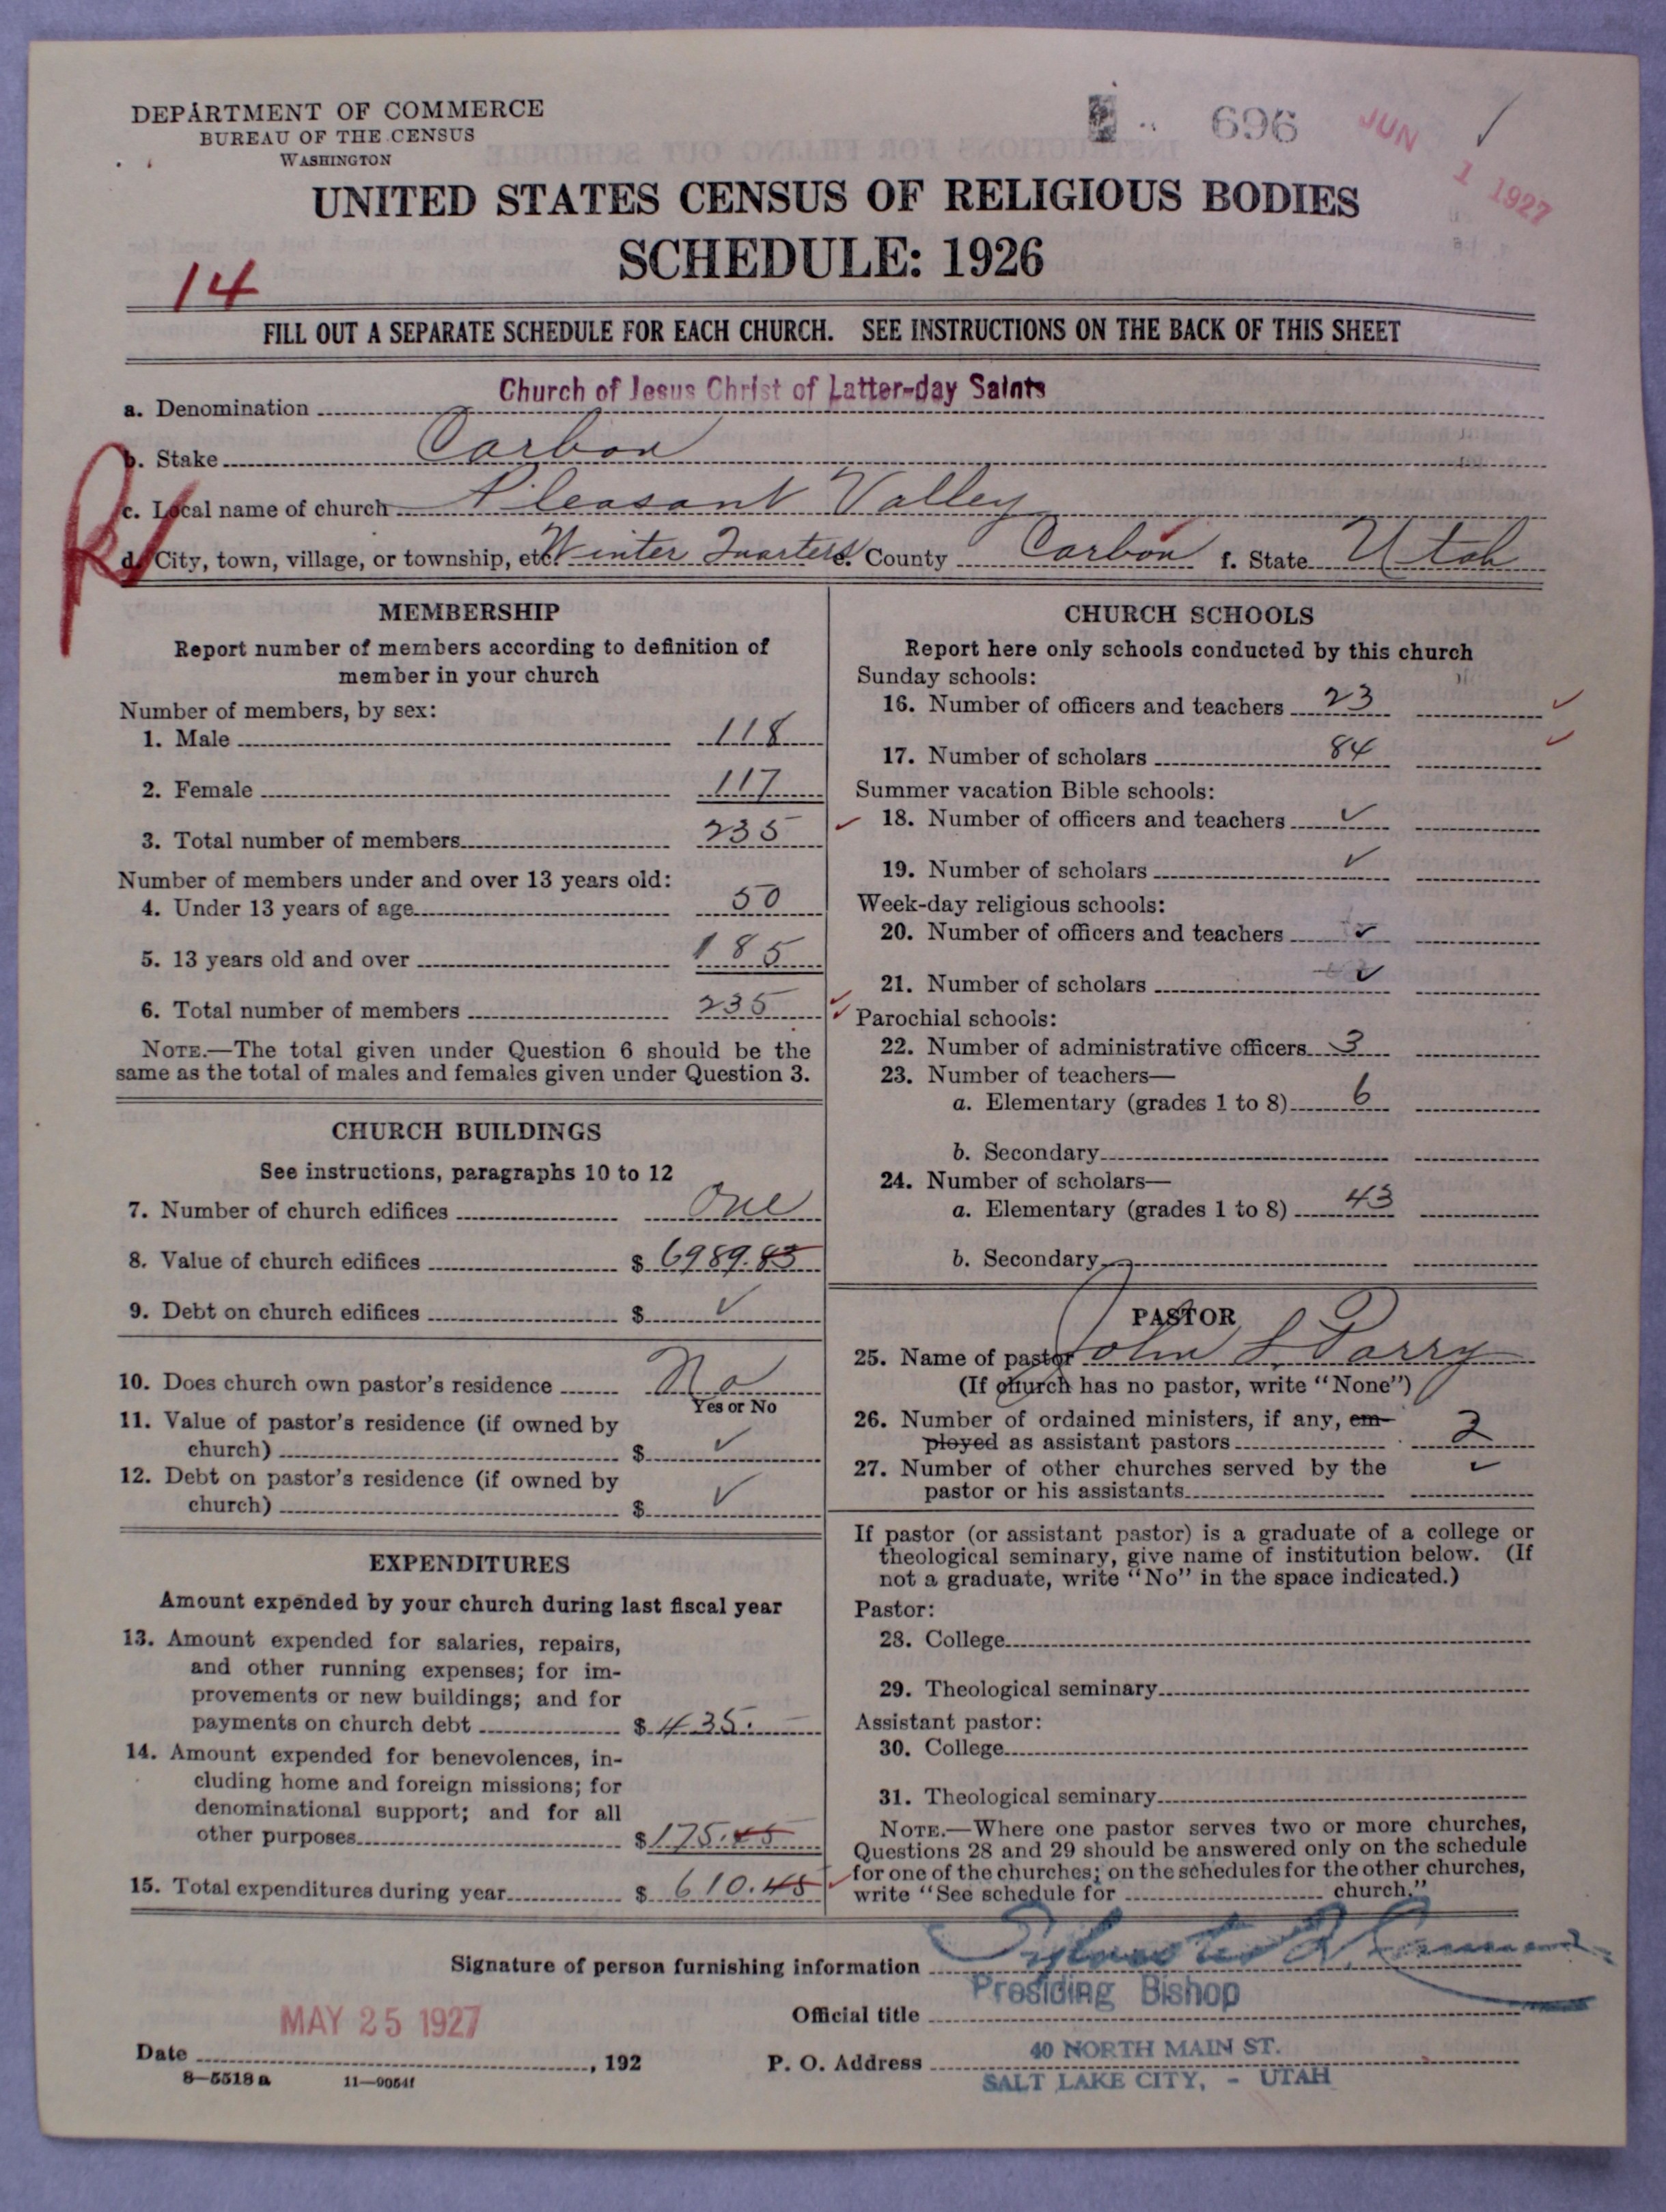 DEPARTMENT OF COMMERCE
BUREAU OF THE CENSUS
WASHINGTON
696
JUN 1 1927
UNITED STATES CENSUS OF RELIGIOUS BODIES
SCHEDULE: 1926
14
FILL OUT A SEPARATE SCHEDULE FOR EACH CHURCH. SEE INSTRUCTIONS ON THE BACK OF THIS SHEET
a. Denomination Church of Jesus Christ of Latter-day Saints
b. Stake Carbon
c. Local name of church Pleasant Valley
d. City, town, village, or township, etc. Winter Quarters e. County Carbon f. State Utah
MEMBERSHIP
Report number of members according to definition of
member in your church
Number of members, by sex:
1. Male 118
2. Female 117
3. Total number of members 235
Number of members under and over 13 years old:
4. Under 13 years of age 50
5. 13 years old and over 185
6. Total number of members 235
NOTE.—The total given under Question 6 should be the
same as the total of males and females given under Question 3.
CHURCH BUILDINGS
See instructions, paragraphs 10 to 12
7. Number of church edifices One
8. Value of church edifices $ 6989.83
9. Debt on church edifices $ ✓
10. Does church own pastor's residence No
Yes or No
11. Value of pastor's residence (if owned by
church) $ ✓
12. Debt on pastor's residence (if owned by
church) $ ✓
EXPENDITURES
Amount expended by your church during last fiscal year
13. Amount expended for salaries, repairs,
and other running expenses; for im-
provements or new buildings; and for
payments on church debt $ 435.
14. Amount expended for benevolences, in-
cluding home and foreign missions; for
denominational support; and for all
other purposes $ 175.45
15. Total expenditures during year $ 610.45
CHURCH SCHOOLS
Report here only schools conducted by this church
Sunday schools:
16. Number of officers and teachers 23
17. Number of scholars 84
Summer vacation Bible schools:
18. Number of officers and teachers ✓
19. Number of scholars ✓
Week-day religious schools:
20. Number of officers and teachers ✓
21. Number of scholars ✓
Parochial schools:
22. Number of administrative officers 3
23. Number of teachers—
a. Elementary (grades 1 to 8) 6
b. Secondary
24. Number of scholars—
a. Elementary (grades 1 to 8) 43
b. Secondary
PASTOR
25. Name of pastor John L Parry
(If church has no pastor, write "None")
26. Number of ordained ministers, if any, em-
ployed as assistant pastors 2
27. Number of other churches served by the ✓
pastor or his assistants
If pastor (or assistant pastor) is a graduate of a college or
theological seminary, give name of institution below. (If
not a graduate, write "No" in the space indicated.)
Pastor:
28. College
29. Theological seminary
Assistant pastor:
30. College
31. Theological seminary
NOTE.—Where one pastor serves two or more churches,
Questions 28 and 29 should be answered only on the schedule
for one of the churches; on the schedules for the other churches,
write "See schedule for church."
Signature of person furnishing information Sylvester Q. Cannon
Official title Presiding Bishop
MAY 25 1927
Date , 192
P. O. Address 40 NORTH MAIN ST.
SALT LAKE CITY, - UTAH
8—5518 a 11—9054f